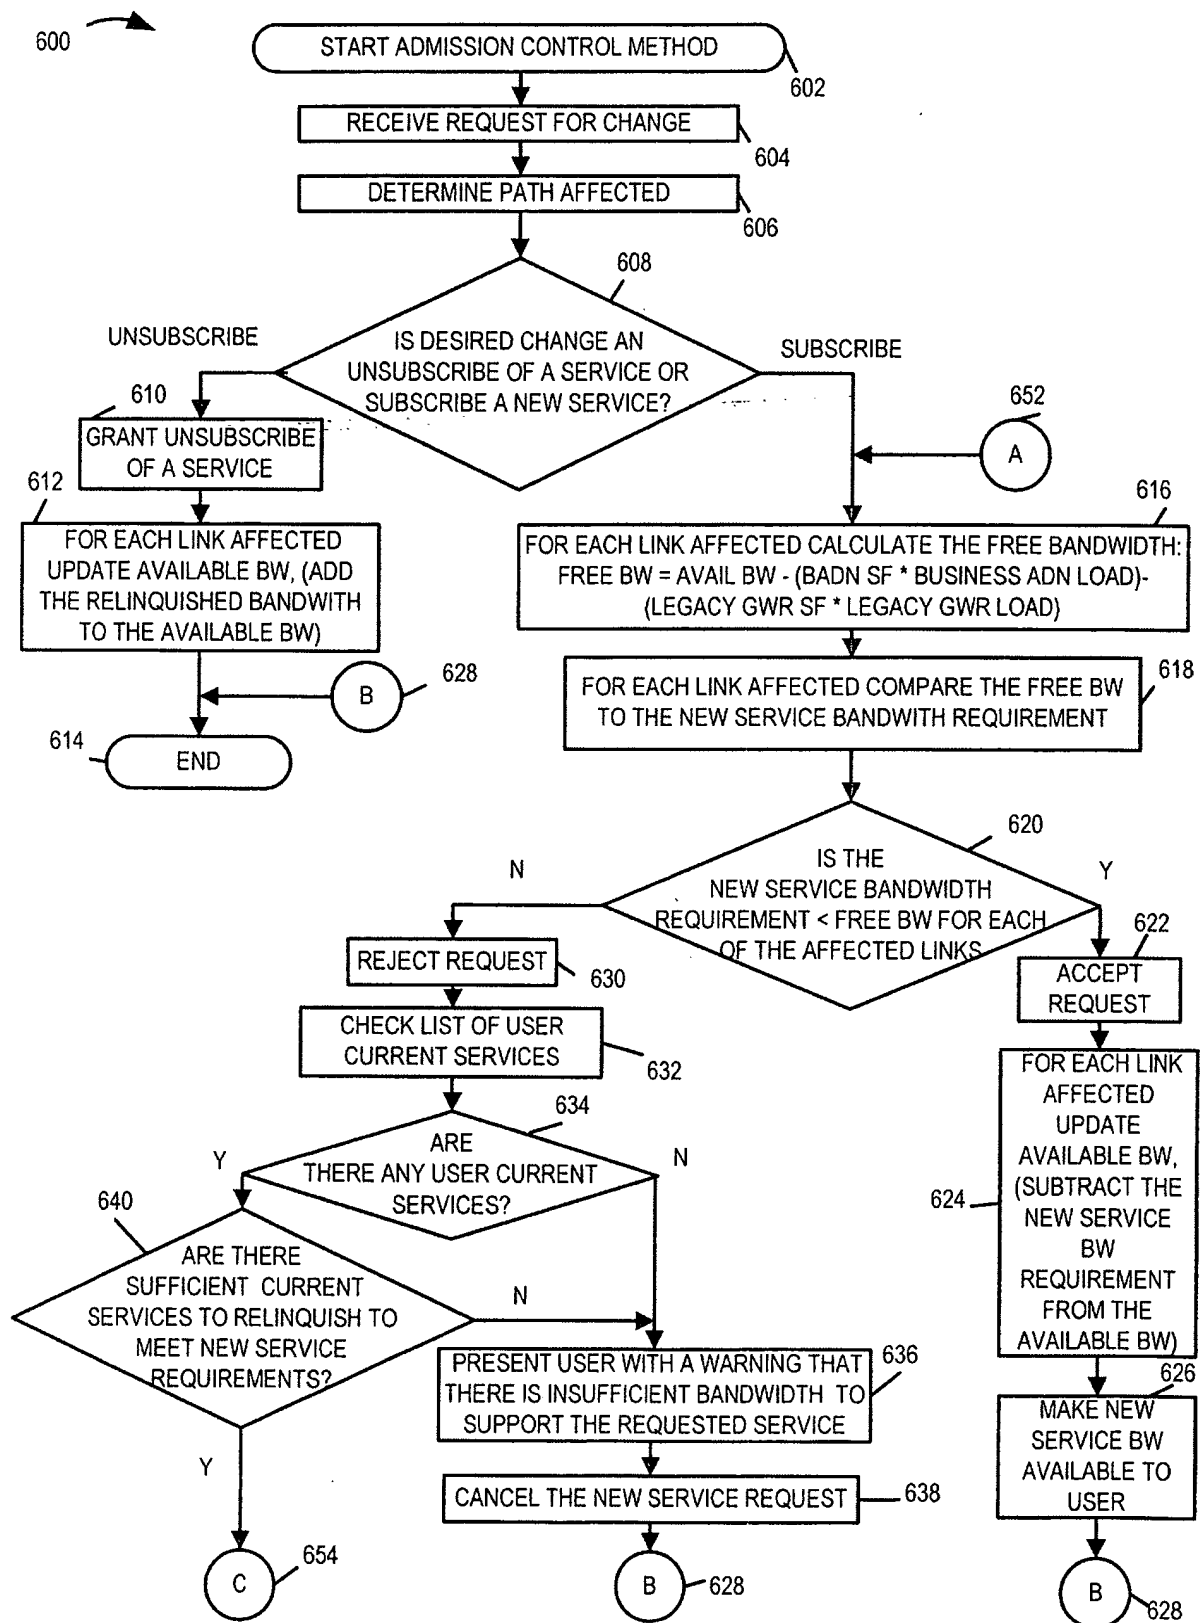 600
START ADMISSION CONTROL METHOD
602
RECEIVE REQUEST FOR CHANGE
604
DETERMINE PATH AFFECTED
606
608
IS DESIRED CHANGE AN
UNSUBSCRIBE OF A SERVICE OR
SUBSCRIBE A NEW SERVICE?
UNSUBSCRIBE
SUBSCRIBE
610
GRANT UNSUBSCRIBE
OF A SERVICE
612
FOR EACH LINK AFFECTED
UPDATE AVAILABLE BW, (ADD
THE RELINQUISHED BANDWITH
TO THE AVAILABLE BW)
B
628
614
END
652
A
616
FOR EACH LINK AFFECTED CALCULATE THE FREE BANDWIDTH:
FREE BW = AVAIL BW - (BADN SF * BUSINESS ADN LOAD)-
(LEGACY GWR SF * LEGACY GWR LOAD)
618
FOR EACH LINK AFFECTED COMPARE THE FREE BW
TO THE NEW SERVICE BANDWITH REQUIREMENT
620
IS THE
NEW SERVICE BANDWIDTH
REQUIREMENT < FREE BW FOR EACH
OF THE AFFECTED LINKS
N
Y
622
ACCEPT
REQUEST
624
FOR EACH LINK
AFFECTED
UPDATE
AVAILABLE BW,
(SUBTRACT THE
NEW SERVICE
BW
REQUIREMENT
FROM THE
AVAILABLE BW)
626
MAKE NEW
SERVICE BW
AVAILABLE TO
USER
B
628
REJECT REQUEST
630
CHECK LIST OF USER
CURRENT SERVICES
632
634
ARE
THERE ANY USER CURRENT
SERVICES?
Y
N
640
ARE THERE
SUFFICIENT CURRENT
SERVICES TO RELINQUISH TO
MEET NEW SERVICE
REQUIREMENTS?
N
Y
636
PRESENT USER WITH A WARNING THAT
THERE IS INSUFFICIENT BANDWIDTH TO
SUPPORT THE REQUESTED SERVICE
CANCEL THE NEW SERVICE REQUEST
638
C
654
B
628